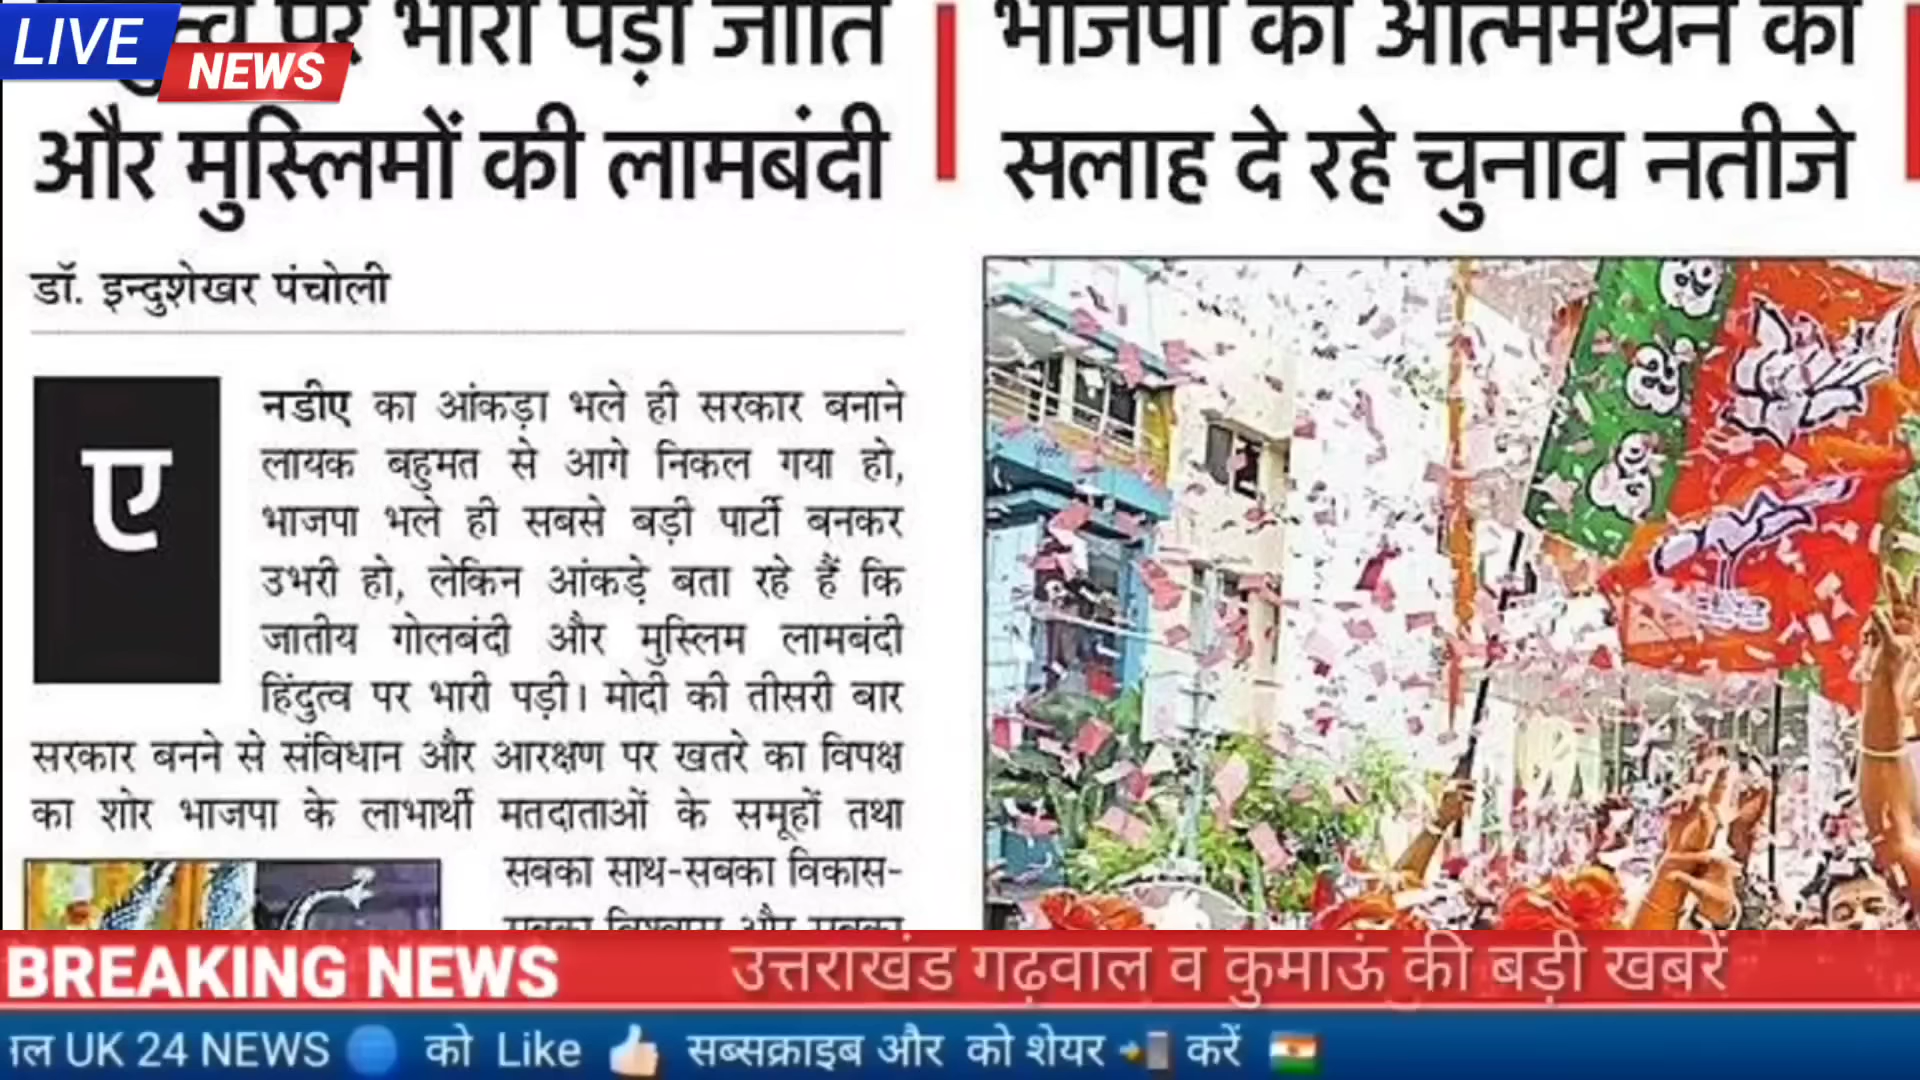 LIVE
NEWS
पर भारी पड़ी जाति
और मुस्लिमों की लामबंदी
डॉ. इन्दुशेखर पंचोली
ए
नडीए का आंकड़ा भले ही सरकार बनाने
लायक बहुमत से आगे निकल गया हो,
भाजपा भले ही सबसे बड़ी पार्टी बनकर
उभरी हो, लेकिन आंकड़े बता रहे हैं कि
जातीय गोलबंदी और मुस्लिम लामबंदी
हिंदुत्व पर भारी पड़ी। मोदी की तीसरी बार
सरकार बनने से संविधान और आरक्षण पर खतरे का विपक्ष
का शोर भाजपा के लाभार्थी मतदाताओं के समूहों तथा
सबका साथ-सबका विकास-
भाजपा को आत्ममंथन की
सलाह दे रहे चुनाव नतीजे
BREAKING NEWS
उत्तराखंड गढ़वाल व कुमाऊं की बड़ी खबरें
UK 24 NEWS 🌐 को Like 👍🏻 सब्सक्राइब और को शेयर 📲 करें 🇮🇳